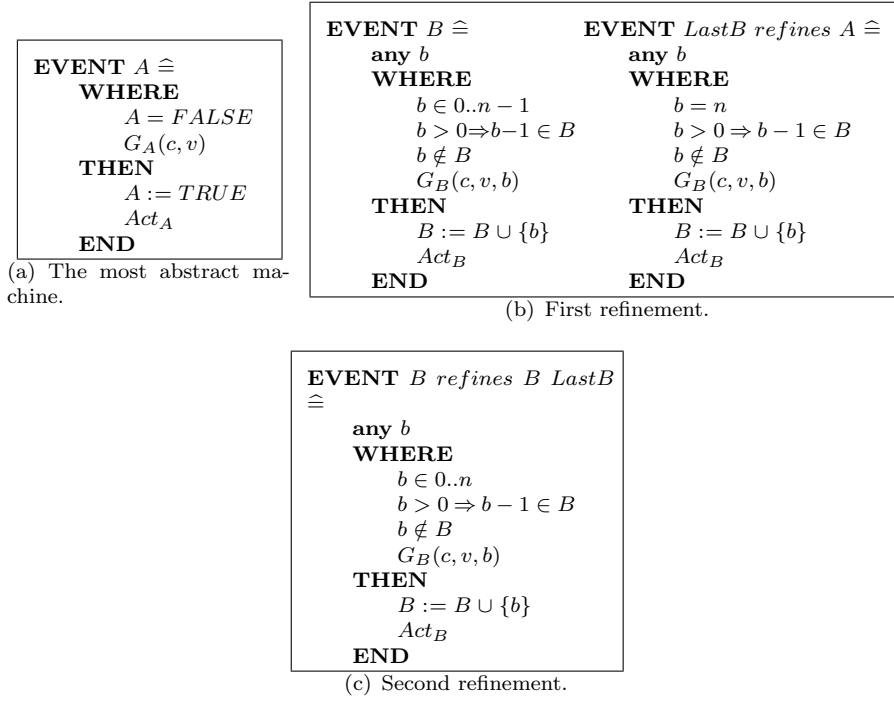 EVENT A ≙
WHERE
A = FALSE
G_A(c, v)
THEN
A := TRUE
Act_A
END
(a) The most abstract ma-
chine.
EVENT B ≙
any b
WHERE
b ∈ 0..n − 1
b > 0⇒b−1 ∈ B
b ∉ B
G_B(c, v, b)
THEN
B := B ∪ {b}
Act_B
END
EVENT LastB refines A ≙
any b
WHERE
b = n
b > 0 ⇒ b − 1 ∈ B
b ∉ B
G_B(c, v, b)
THEN
B := B ∪ {b}
Act_B
END
(b) First refinement.
EVENT B refines B LastB
≙
any b
WHERE
b ∈ 0..n
b > 0 ⇒ b − 1 ∈ B
b ∉ B
G_B(c, v, b)
THEN
B := B ∪ {b}
Act_B
END
(c) Second refinement.